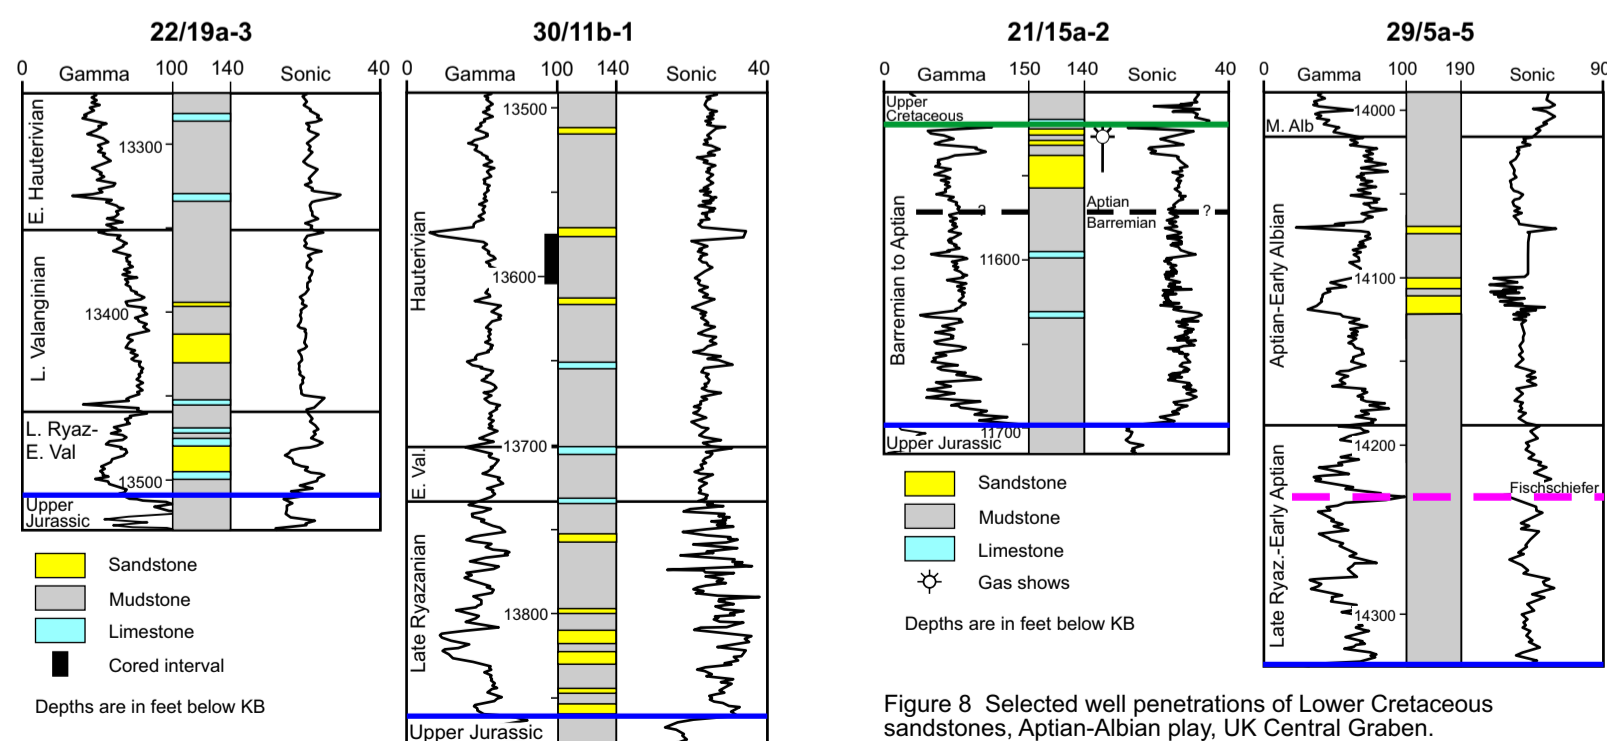 22/19a-3
0 Gamma 100 140 Sonic 40
E. Hauterivian
13300
L. Valanginian
13400
L. Ryaz-
E. Val
13500
Upper
Jurassic
Sandstone
Mudstone
Limestone
Cored interval
Depths are in feet below KB
30/11b-1
0 Gamma 100 140 Sonic 40
13500
Hauterivian
13600
13700
E. Val.
Late Ryazanian
13800
Upper Jurassic
21/15a-2
0 Gamma 150 140 Sonic 40
Upper
Cretaceous
Barremian to Aptian
? Aptian ?
Barremian
11600
11700
Upper Jurassic
Sandstone
Mudstone
Limestone
Gas shows
Depths are in feet below KB
29/5a-5
0 Gamma 100 190 Sonic 90
14000
M. Alb
Aptian-Early Albian
14100
Late Ryaz.-Early Aptian
14200
Fischschiefer
14300
Figure 8 Selected well penetrations of Lower Cretaceous
sandstones, Aptian-Albian play, UK Central Graben.